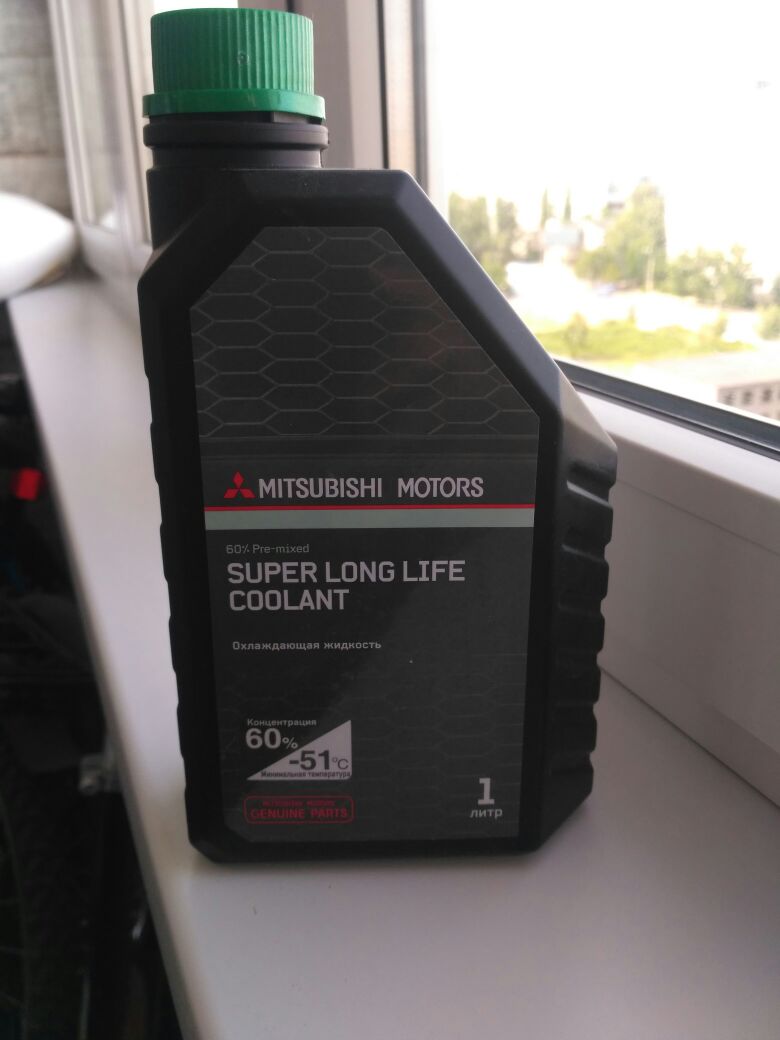 MITSUBISHI MOTORS
60% Pre-mixed
SUPER LONG LIFE
COOLANT
Охлаждающая жидкость
Концентрация
60%
-51°C
Минимальная температура
MITSUBISHI MOTORS
GENUINE PARTS
1
литр